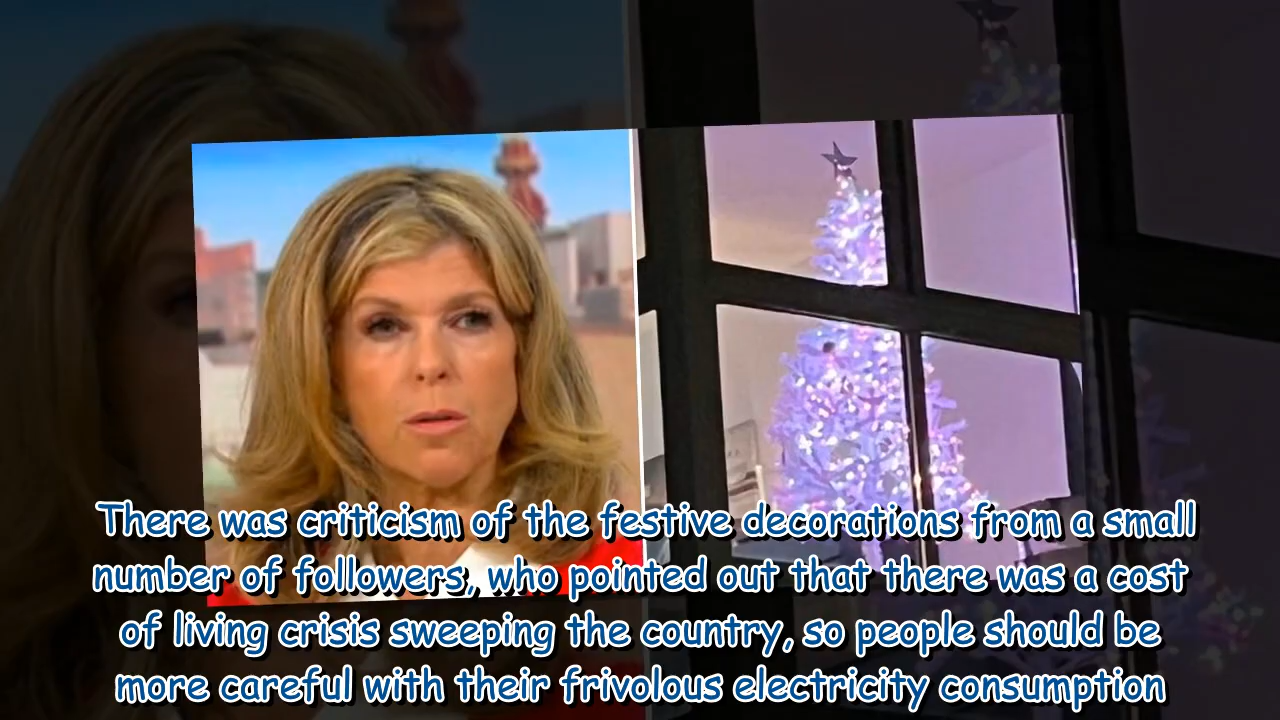 There was criticism of the festive decorations from a small
number of followers, who pointed out that there was a cost
of living crisis sweeping the country, so people should be
more careful with their frivolous electricity consumption